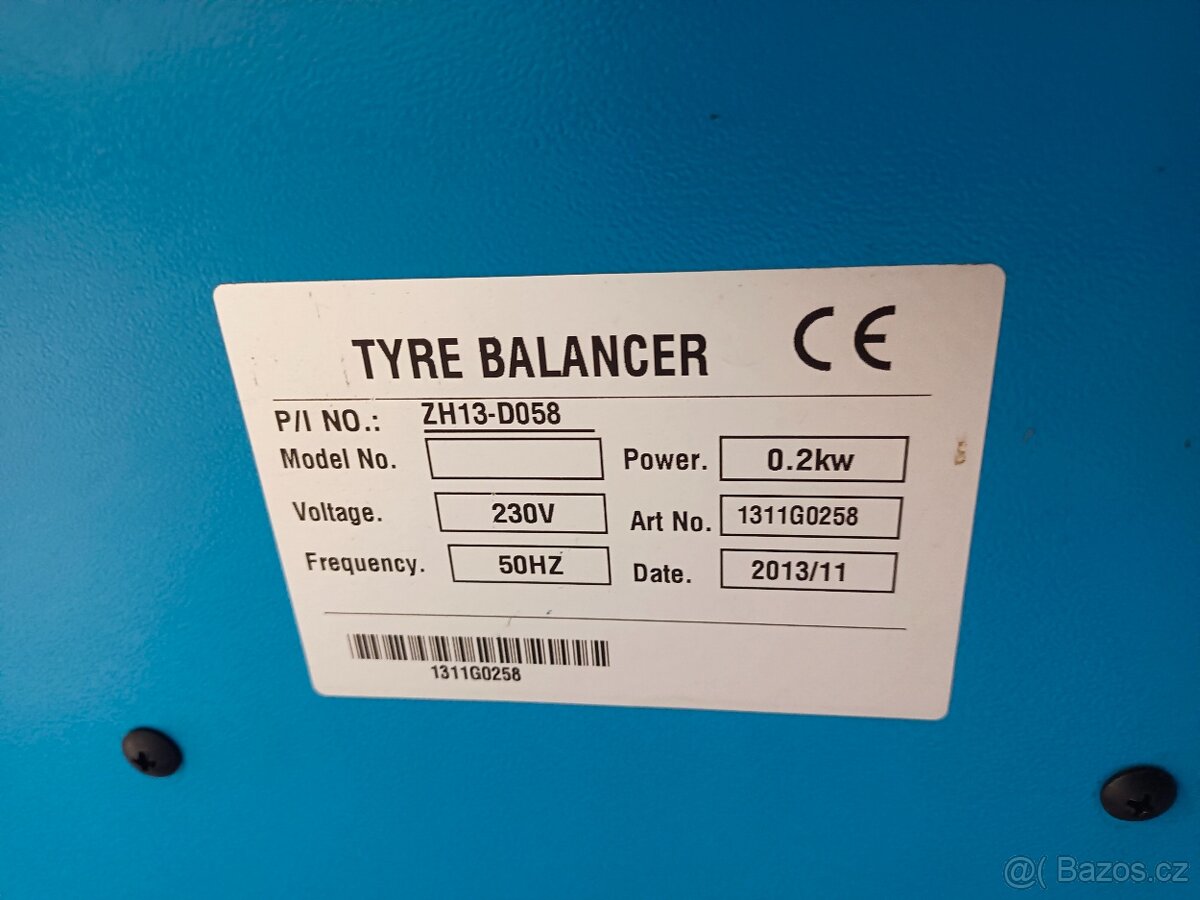 TYRE BALANCER CE
P/I NO.: ZH13-D058
Model No. Power. 0.2kw
Voltage. 230V Art No. 1311G0258
Frequency. 50HZ Date. 2013/11
1311G0258
@( Bazos.cz